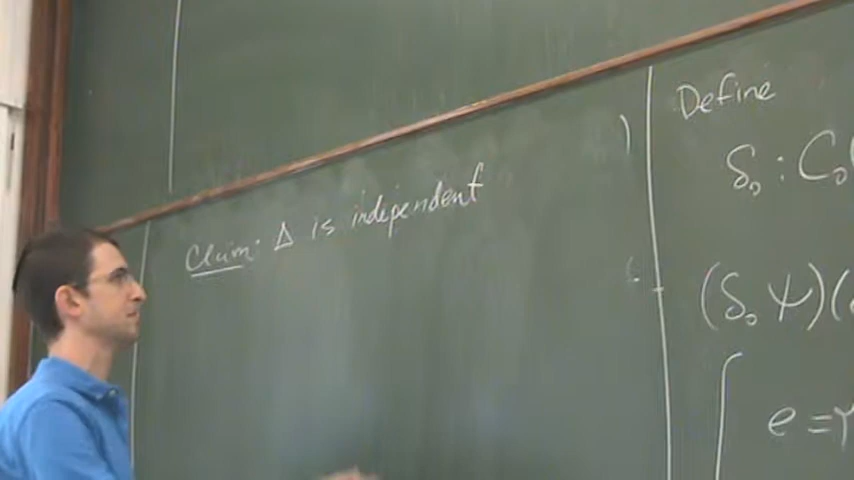 Claim: Δ is independent
Define
δ₀ : C₀
(δ₀ ψ)(
e = γ